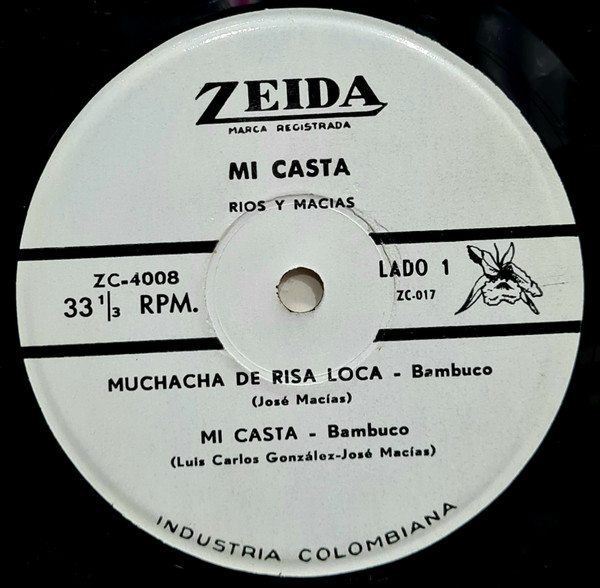 ZEIDA
MARCA REGISTRADA
MI CASTA
RIOS Y MACIAS
ZC-4008
33 1/3 RPM.
LADO 1
ZC-017
MUCHACHA DE RISA LOCA - Bambuco
(José Macías)
MI CASTA - Bambuco
(Luis Carlos González-José Macías)
INDUSTRIA COLOMBIANA